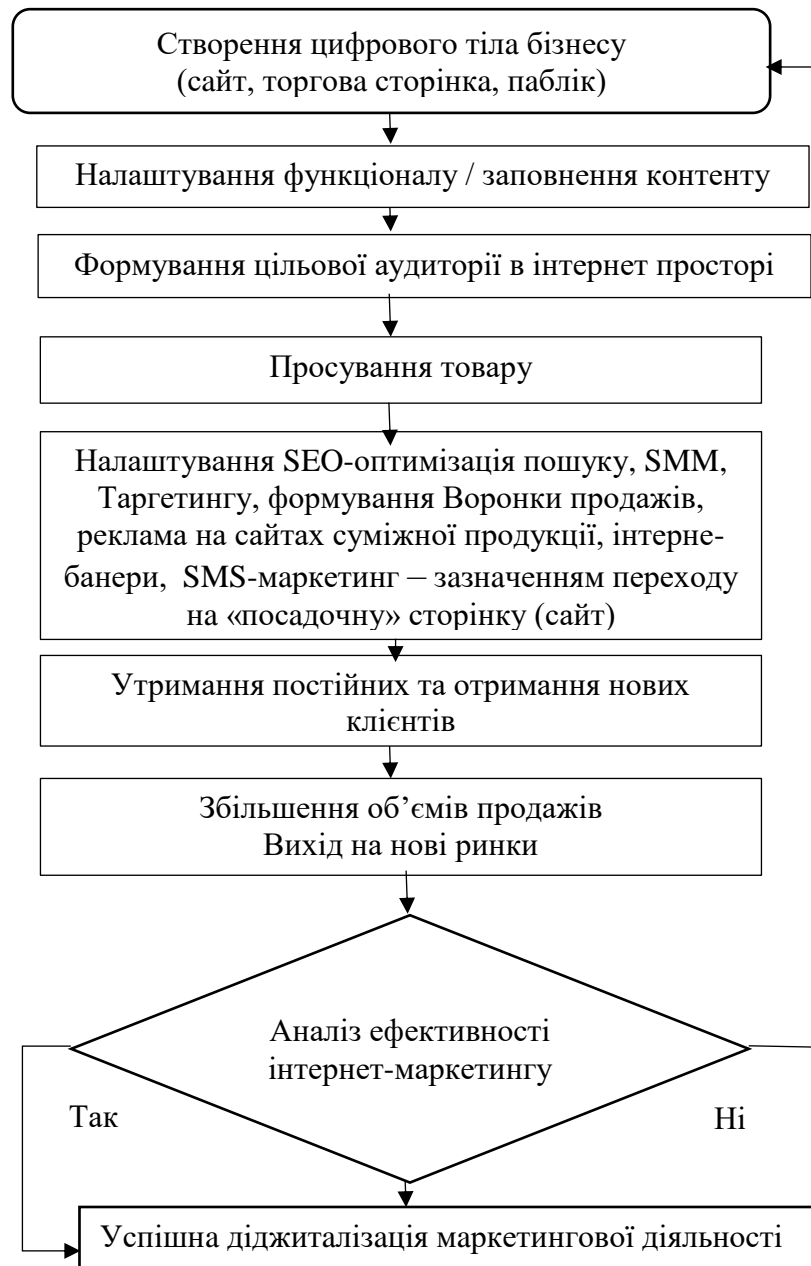 Створення цифрового тіла бізнесу
(сайт, торгова сторінка, паблік)
Налаштування функціоналу / заповнення контенту
Формування цільової аудиторії в інтернет просторі
Просування товару
Налаштування SEO-оптимізація пошуку, SMM,
Таргетингу, формування Воронки продажів,
реклама на сайтах суміжної продукції, інтерне-
банери, SMS-маркетинг – зазначенням переходу
на «посадочну» сторінку (сайт)
Утримання постійних та отримання нових
клієнтів
Збільшення об’ємів продажів
Вихід на нові ринки
Аналіз ефективності
інтернет-маркетингу
Так
Ні
Успішна діджиталізація маркетингової діяльності